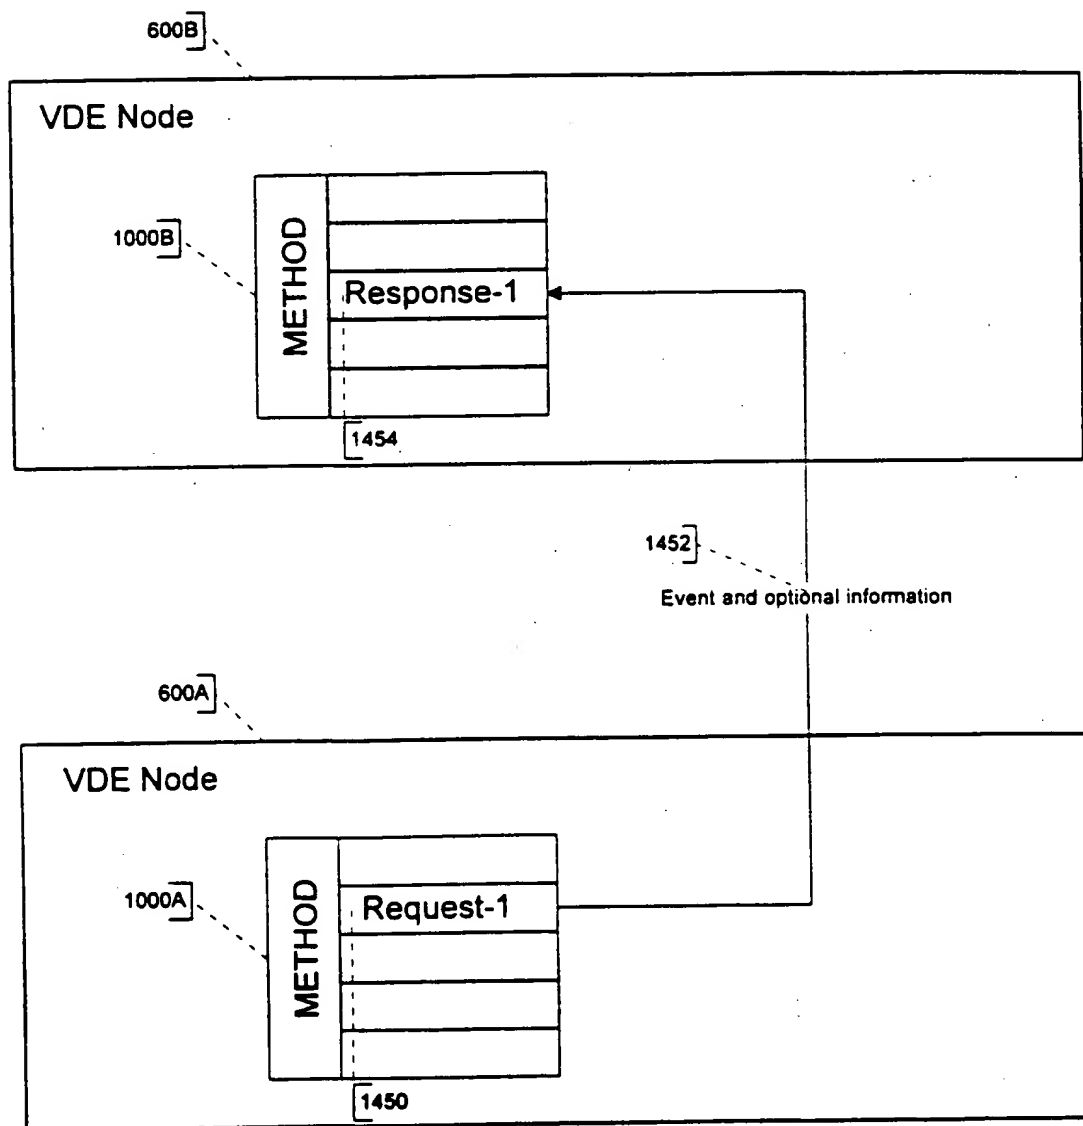 600B
VDE Node
1000B
METHOD
Response-1
1454
1452
Event and optional information
600A
VDE Node
1000A
METHOD
Request-1
1450